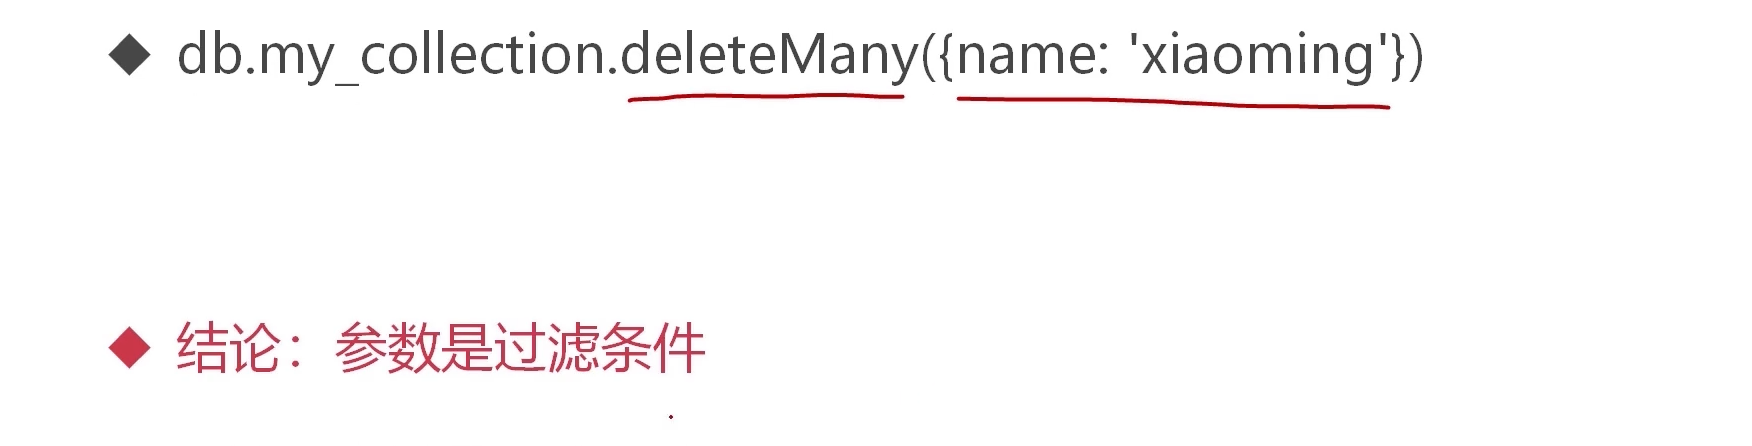 ◆ db.my_collection.deleteMany({name: 'xiaoming'})
◆ 结论：参数是过滤条件